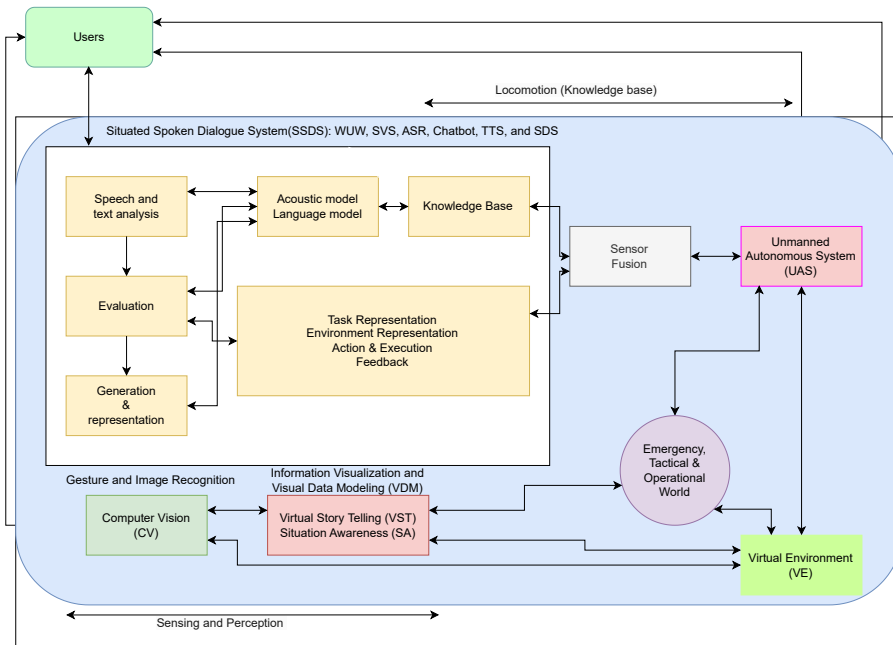 Users
Locomotion (Knowledge base)
Situated Spoken Dialogue System(SSDS): WUW, SVS, ASR, Chatbot, TTS, and SDS
Speech and
text analysis
Acoustic model
Language model
Knowledge Base
Sensor
Fusion
Unmanned
Autonomous System
(UAS)
Evaluation
Task Representation
Environment Representation
Action & Execution
Feedback
Generation
&
representation
Emergency,
Tactical &
Operational
World
Gesture and Image Recognition
Information Visualization and
Visual Data Modeling (VDM)
Computer Vision
(CV)
Virtual Story Telling (VST)
Situation Awareness (SA)
Virtual Environment
(VE)
Sensing and Perception